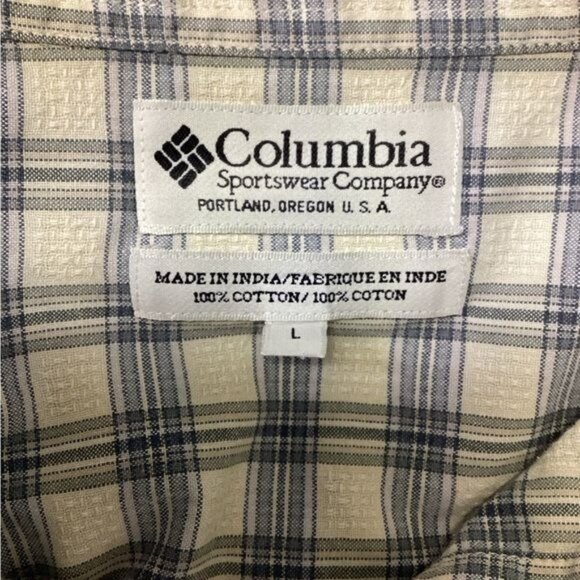 Columbia
Sportswear Company®
PORTLAND, OREGON U. S. A.
MADE IN INDIA/FABRIQUE EN INDE
100% COTTON/ 100% COTON
L